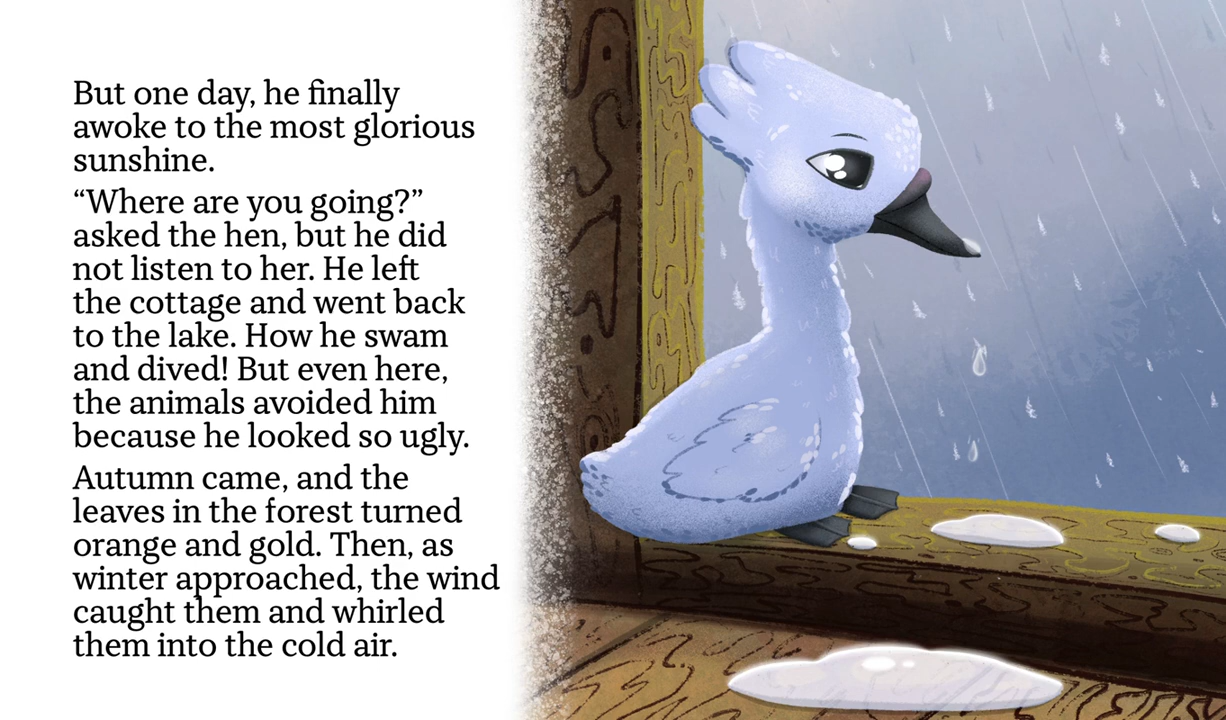 But one day, he finally
awoke to the most glorious
sunshine.
“Where are you going?”
asked the hen, but he did
not listen to her. He left
the cottage and went back
to the lake. How he swam
and dived! But even here,
the animals avoided him
because he looked so ugly.
Autumn came, and the
leaves in the forest turned
orange and gold. Then, as
winter approached, the wind
caught them and whirled
them into the cold air.